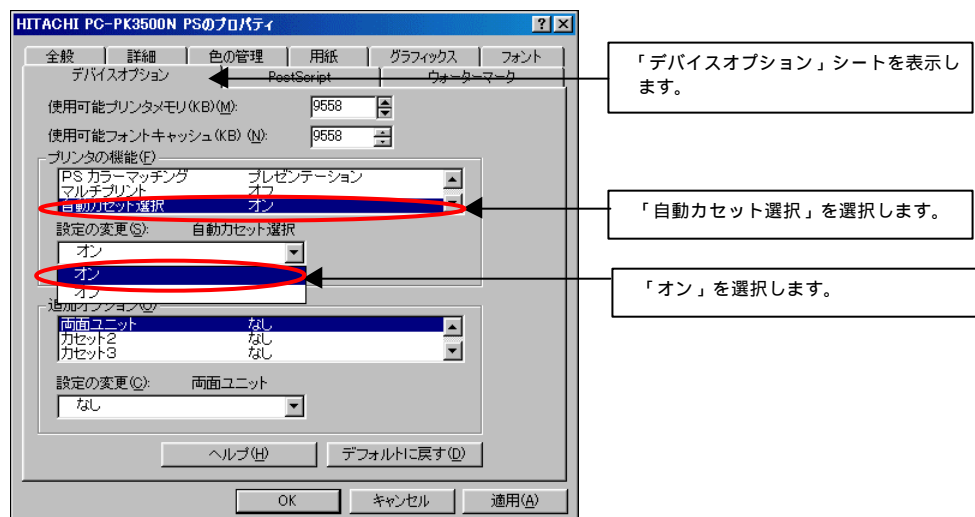 HITACHI PC-PK3500N PSのプロパティ
全般 詳細 色の管理 用紙 グラフィックス フォント
デバイスオプション PostScript ウォーターマーク
使用可能プリンタメモリ(KB)(M): 9558
使用可能フォントキャッシュ(KB) (N): 9558
プリンタの機能(F)
PS カラーマッチング プレゼンテーション
マルチプリント オフ
自動カセット選択 オン
設定の変更(S): 自動カセット選択
オン
オン
オフ
追加オプション(O)
両面ユニット なし
カセット2 なし
カセット3 なし
設定の変更(C): 両面ユニット
なし
ヘルプ(H) デフォルトに戻す(D)
OK キャンセル 適用(A)
「デバイスオプション」シートを表示し
ます。
「自動カセット選択」を選択します。
「オン」を選択します。